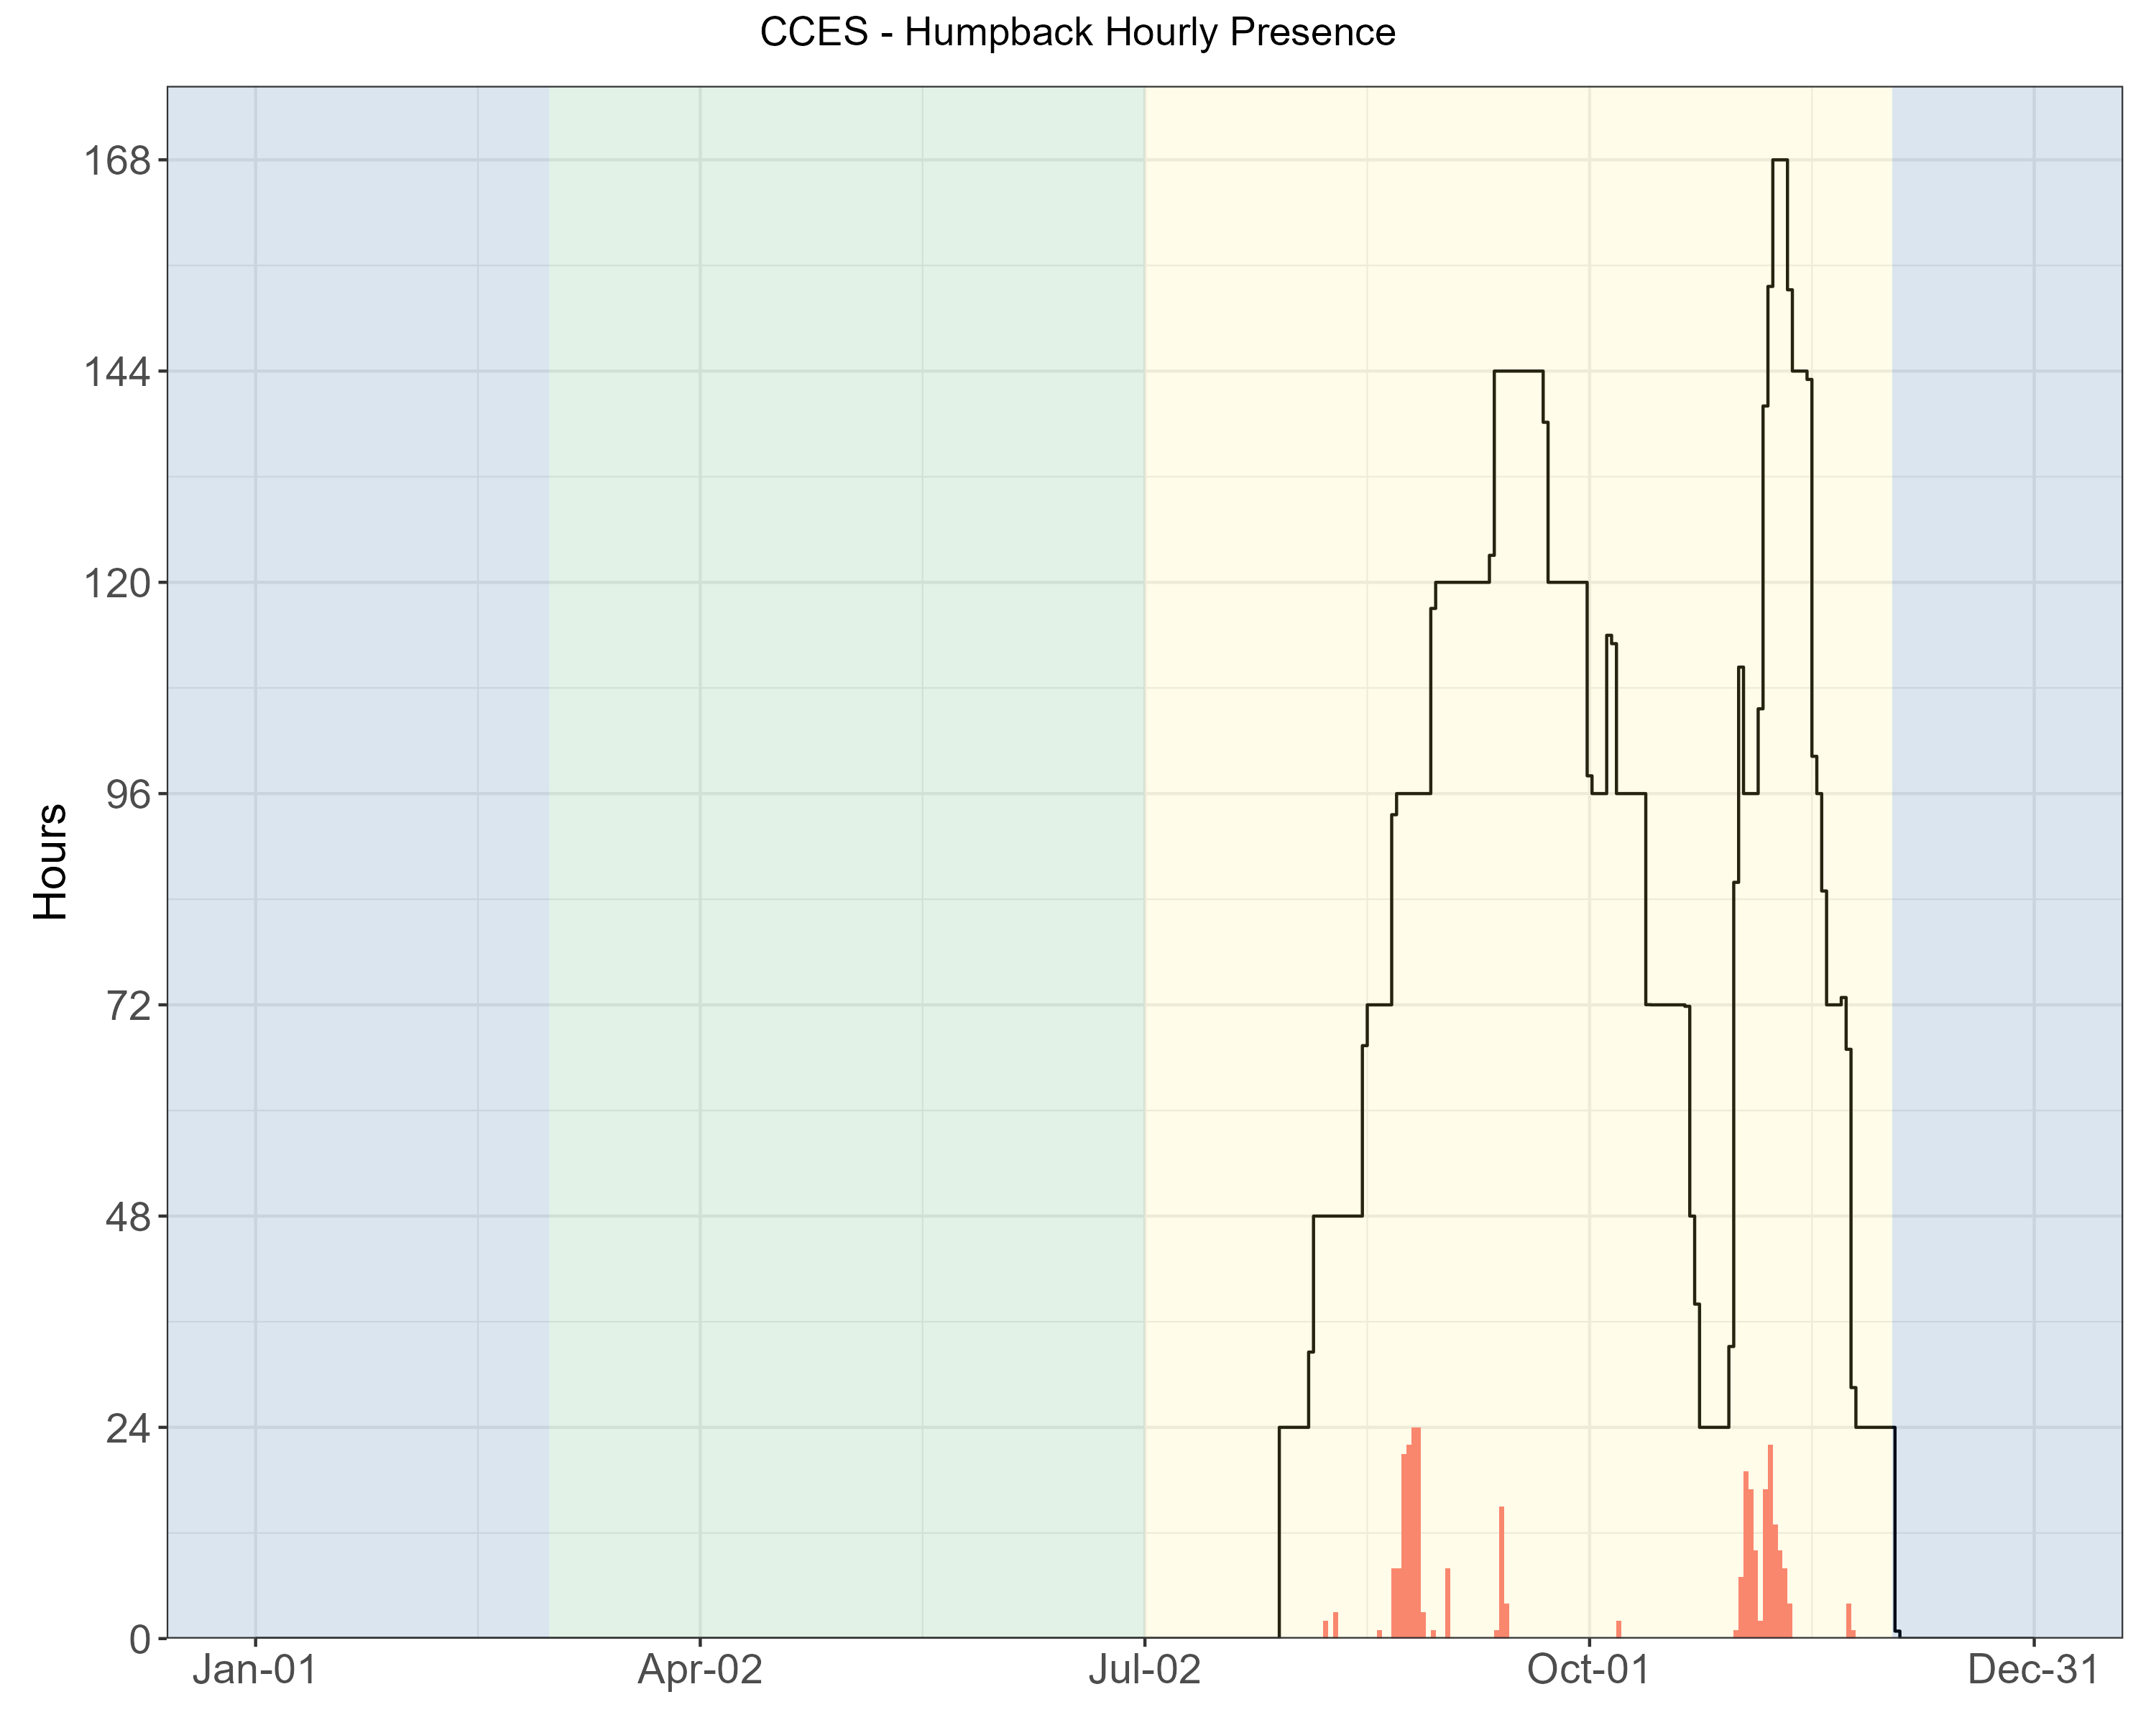 CCES - Humpback Hourly Presence
168
144
120
96
72
48
24
0
Hours
Jan-01 Apr-02 Jul-02 Oct-01 Dec-31